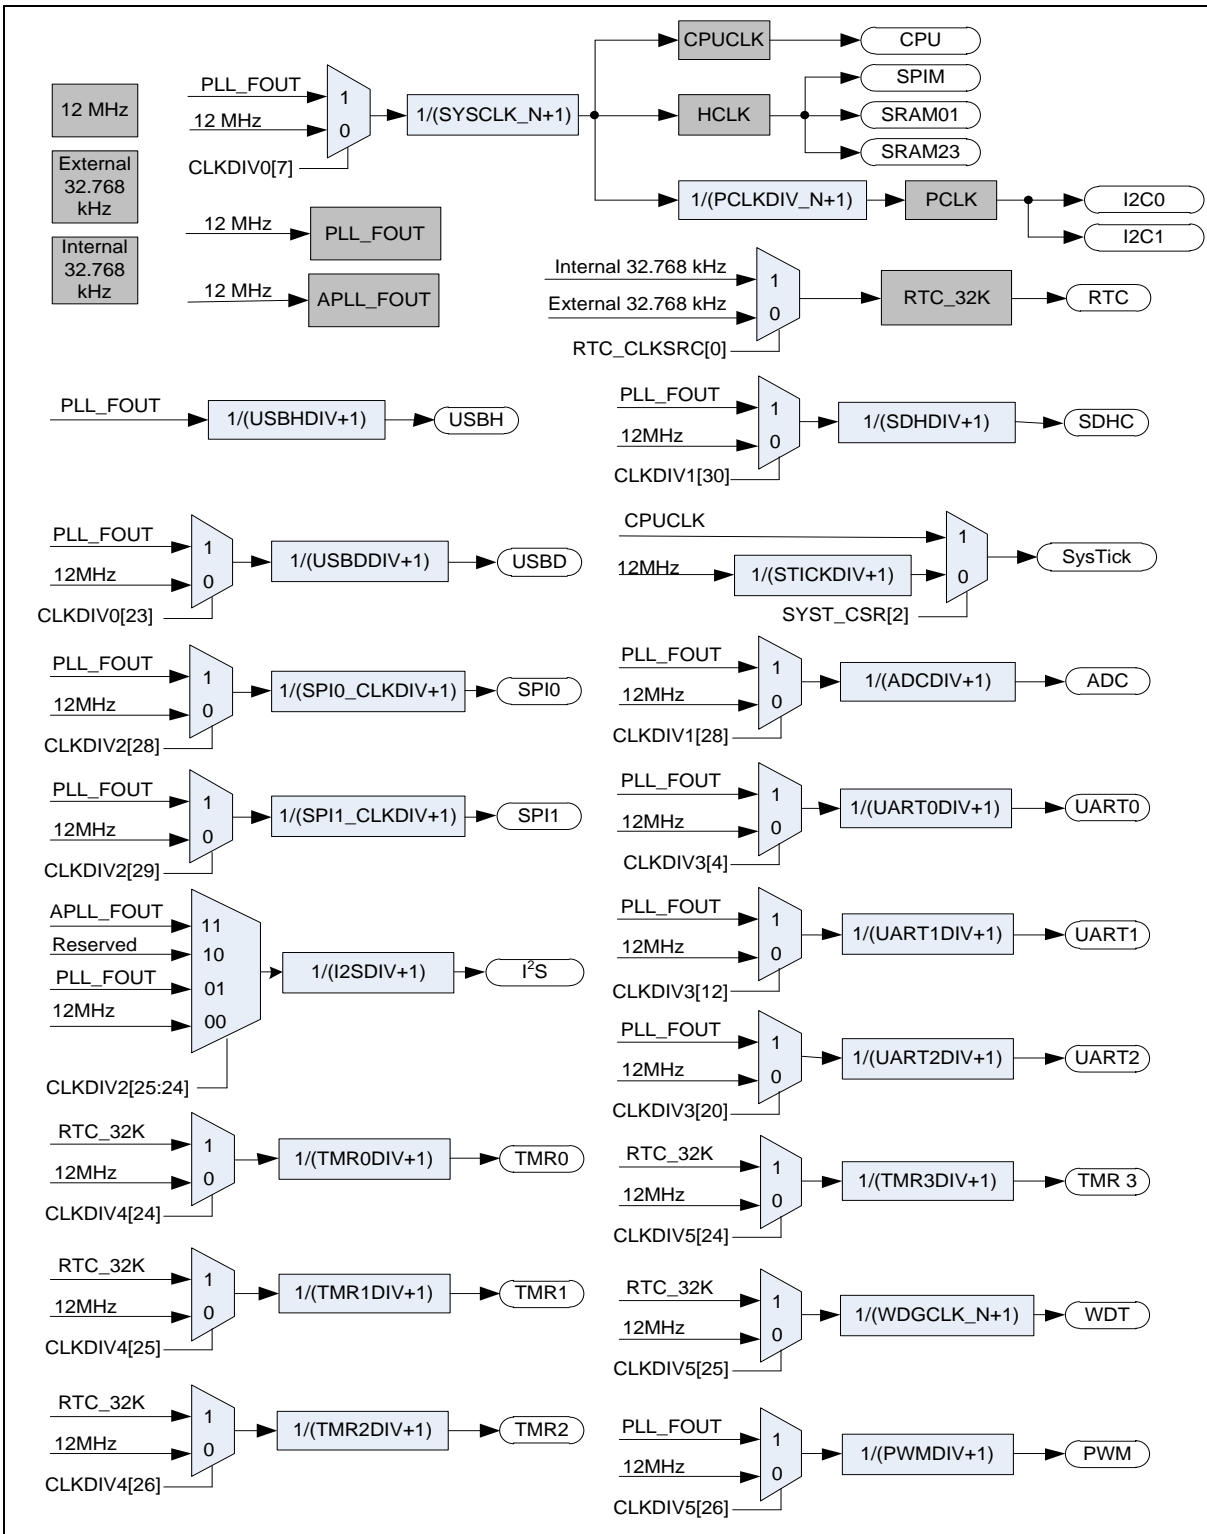 12 MHz
External
32.768
kHz
Internal
32.768
kHz
PLL_FOUT
12 MHz
1
0
CLKDIV0[7]
1/(SYSCLK_N+1)
CPUCLK
CPU
HCLK
SPIM
SRAM01
SRAM23
1/(PCLKDIV_N+1)
PCLK
I2C0
I2C1
12 MHz
PLL_FOUT
12 MHz
APLL_FOUT
Internal 32.768 kHz
External 32.768 kHz
1
0
RTC_CLKSRC[0]
RTC_32K
RTC
PLL_FOUT
1/(USBHDIV+1)
USBH
PLL_FOUT
12MHz
1
0
CLKDIV1[30]
1/(SDHDIV+1)
SDHC
PLL_FOUT
12MHz
1
0
CLKDIV0[23]
1/(USBDDIV+1)
USBD
CPUCLK
12MHz
1/(STICKDIV+1)
1
0
SYST_CSR[2]
SysTick
PLL_FOUT
12MHz
1
0
CLKDIV2[28]
1/(SPI0_CLKDIV+1)
SPI0
PLL_FOUT
12MHz
1
0
CLKDIV1[28]
1/(ADCDIV+1)
ADC
PLL_FOUT
12MHz
1
0
CLKDIV2[29]
1/(SPI1_CLKDIV+1)
SPI1
PLL_FOUT
12MHz
1
0
CLKDIV3[4]
1/(UART0DIV+1)
UART0
APLL_FOUT
Reserved
PLL_FOUT
12MHz
11
10
01
00
CLKDIV2[25:24]
1/(I2SDIV+1)
I²S
PLL_FOUT
12MHz
1
0
CLKDIV3[12]
1/(UART1DIV+1)
UART1
PLL_FOUT
12MHz
1
0
CLKDIV3[20]
1/(UART2DIV+1)
UART2
RTC_32K
12MHz
1
0
CLKDIV4[24]
1/(TMR0DIV+1)
TMR0
RTC_32K
12MHz
1
0
CLKDIV5[24]
1/(TMR3DIV+1)
TMR 3
RTC_32K
12MHz
1
0
CLKDIV4[25]
1/(TMR1DIV+1)
TMR1
RTC_32K
12MHz
1
0
CLKDIV5[25]
1/(WDGCLK_N+1)
WDT
RTC_32K
12MHz
1
0
CLKDIV4[26]
1/(TMR2DIV+1)
TMR2
PLL_FOUT
12MHz
1
0
CLKDIV5[26]
1/(PWMDIV+1)
PWM